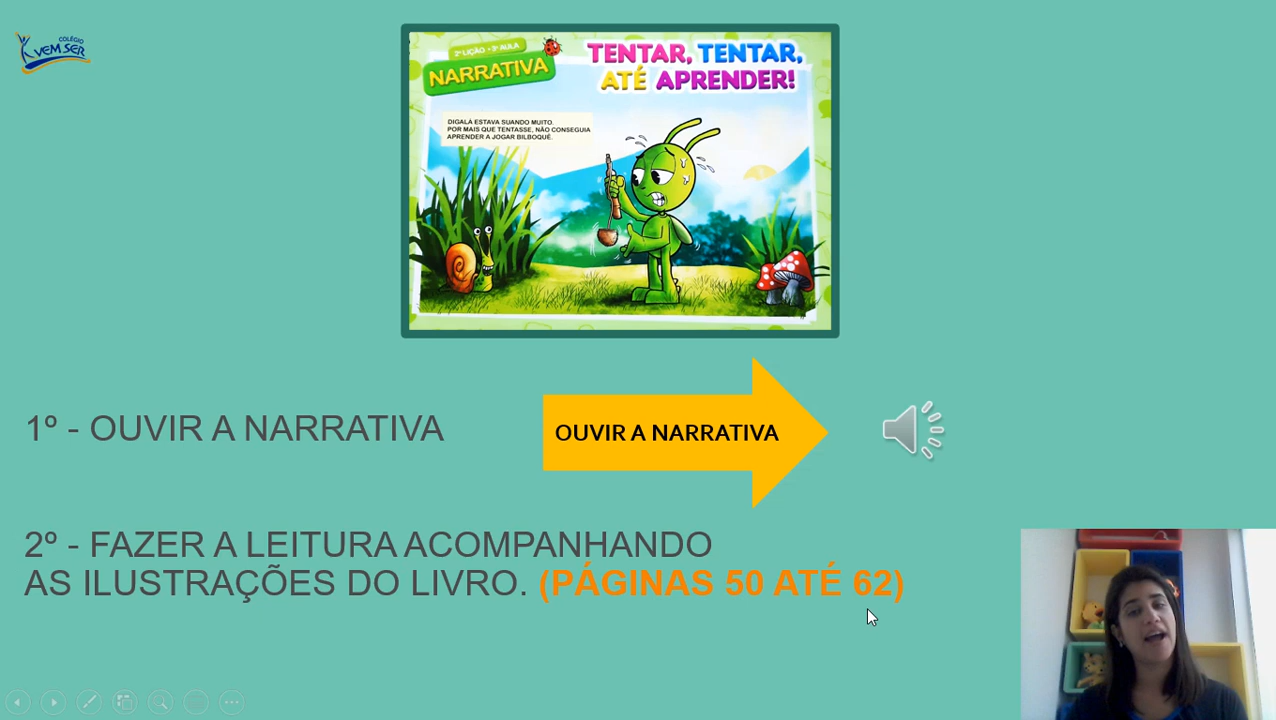 COLÉGIO
VEM SER
2ª LIÇÃO - 3ª AULA
NARRATIVA
TENTAR, TENTAR,
ATÉ APRENDER!
DIGALÁ ESTAVA SUANDO MUITO.
POR MAIS QUE TENTASSE, NÃO CONSEGUIA
APRENDER A JOGAR BILBOQUÊ.
1º - OUVIR A NARRATIVA
OUVIR A NARRATIVA
2º - FAZER A LEITURA ACOMPANHANDO
AS ILUSTRAÇÕES DO LIVRO. (PÁGINAS 50 ATÉ 62)